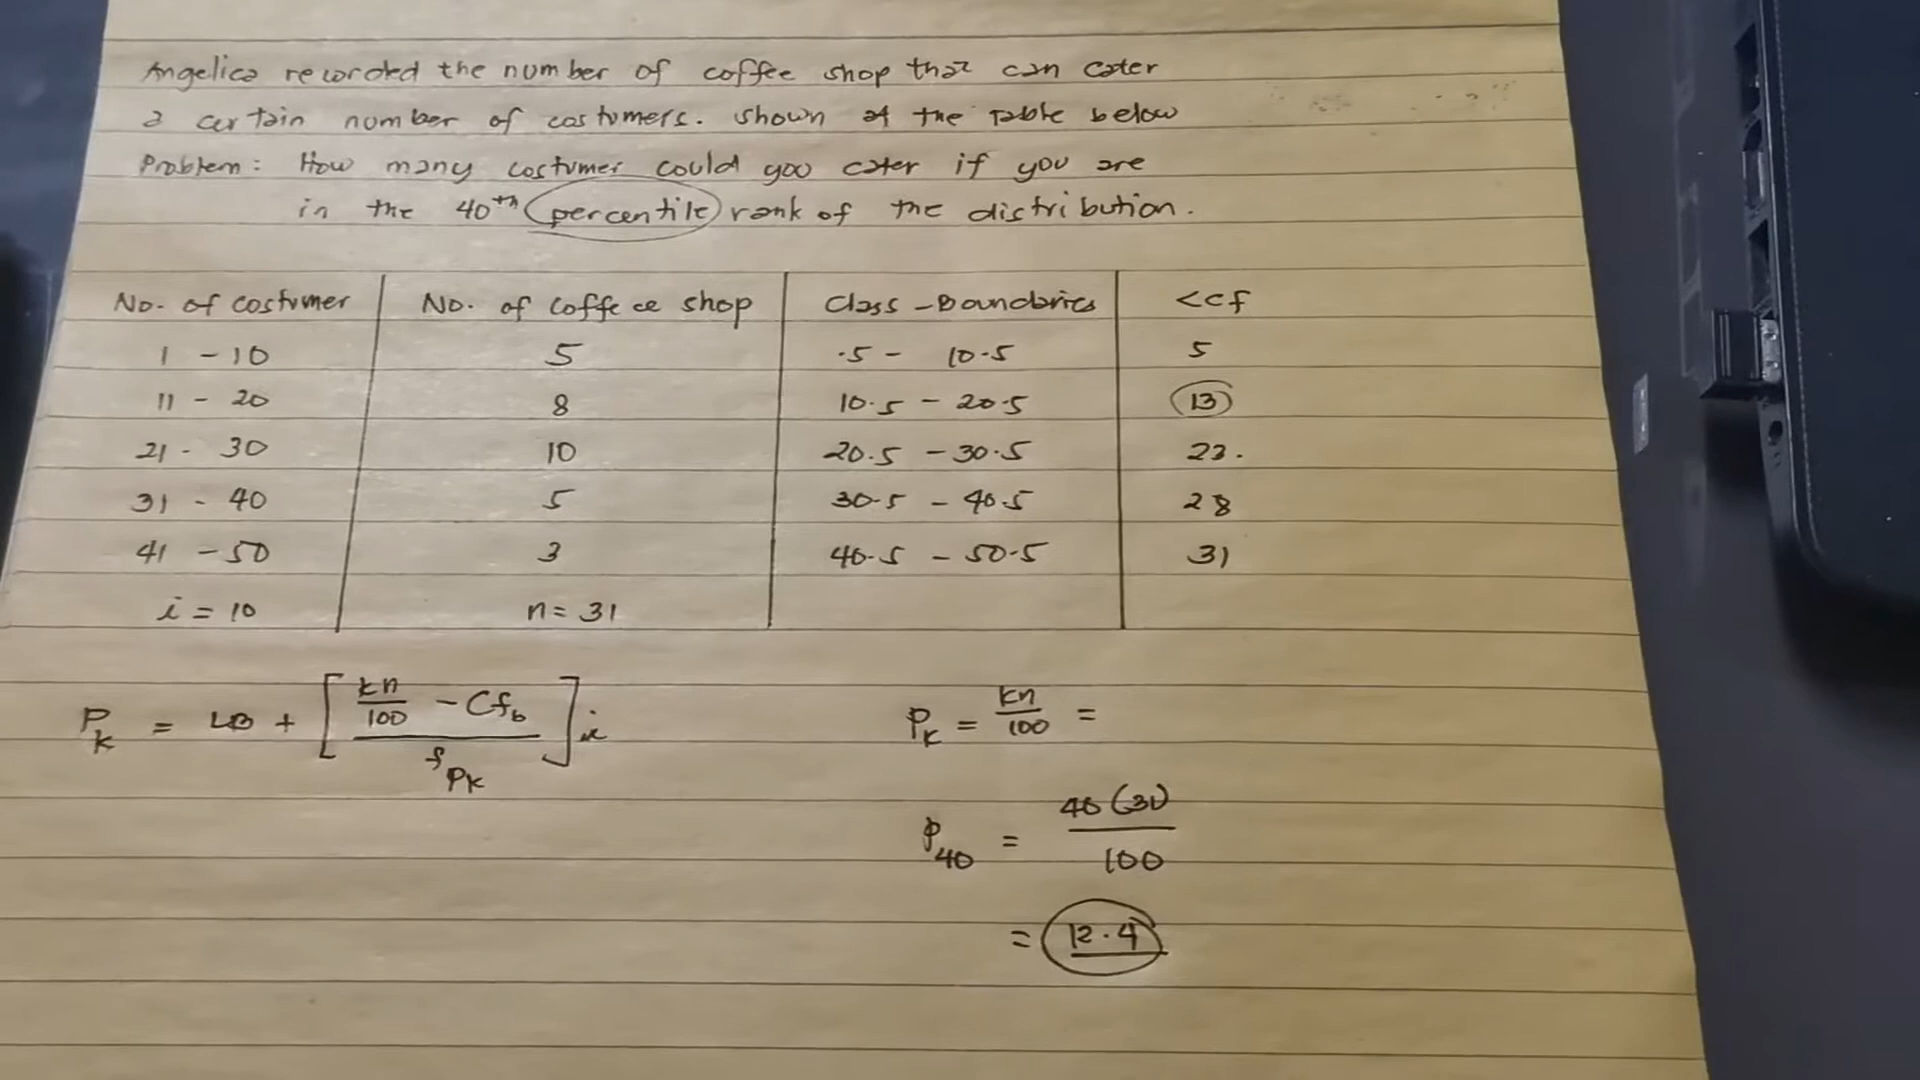 Angelica recorded the number of coffee shop that can cater
a certain number of costumers. shown at the Table below
Problem: How many costumer could you cater if you are
in the 40th percentile rank of the distribution.
No. of costumer No. of coffee shop Class-Boundaries <cf
1 - 10 5 .5 - 10.5 5
11 - 20 8 10.5 - 20.5 13
21 - 30 10 20.5 - 30.5 23.
31 - 40 5 30.5 - 40.5 28
41 - 50 3 40.5 - 50.5 31
i = 10 n = 31
Pk = LB + [(kn/100 - Cfb)/fPk] i
Pk = kn/100 =
P40 = 40(31)/100
= 12.4